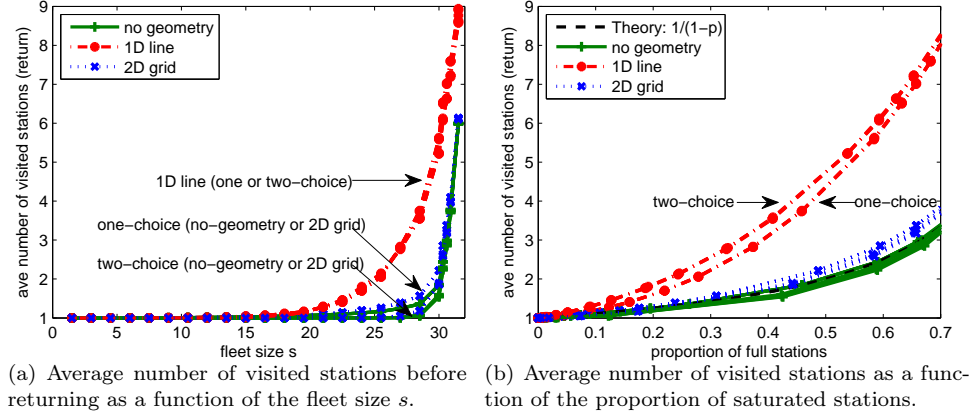 9
8
7
6
5
4
3
2
1
0 5 10 15 20 25 30
ave number of visited stations (return)
fleet size s
no geometry
1D line
2D grid
1D line (one or two−choice)
one−choice (no−geometry or 2D grid)
two−choice (no−geometry or 2D grid)
(a) Average number of visited stations before
returning as a function of the fleet size s.
9
8
7
6
5
4
3
2
1
0 0.1 0.2 0.3 0.4 0.5 0.6 0.7
ave number of visited stations (return)
proportion of full stations
Theory: 1/(1−p)
no geometry
1D line
2D grid
two−choice
one−choice
(b) Average number of visited stations as a func-
tion of the proportion of saturated stations.